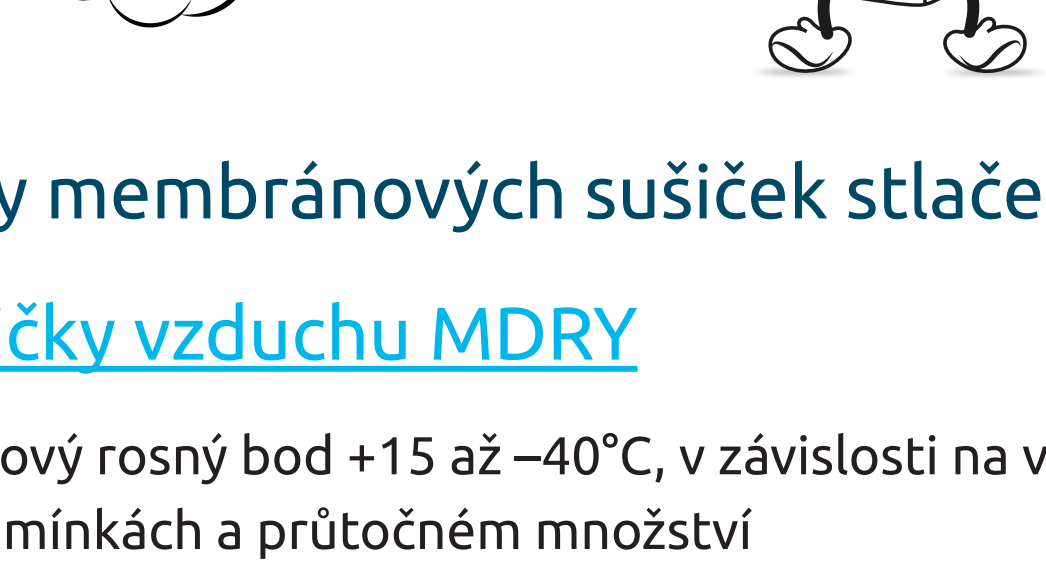 y membránových sušiček stlače
čky vzduchu MDRY
ový rosný bod +15 až –40°C, v závislosti na v
mínkách a průtočném množství